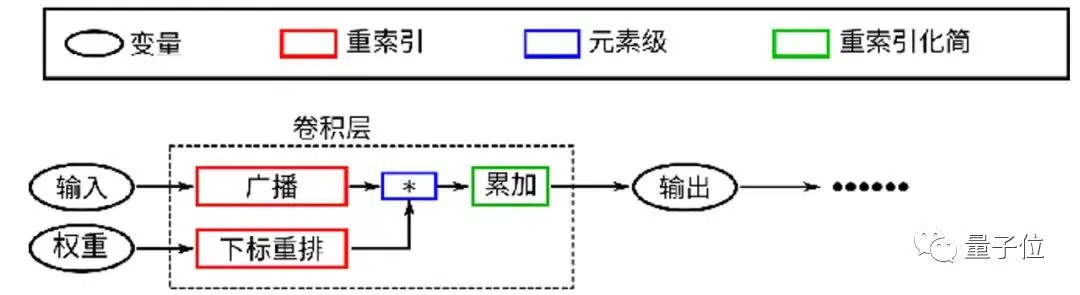 变量 重索引 元素级 重索引化简
卷积层
输入 广播 * 累加 输出 ••••••
权重 下标重排
量子位